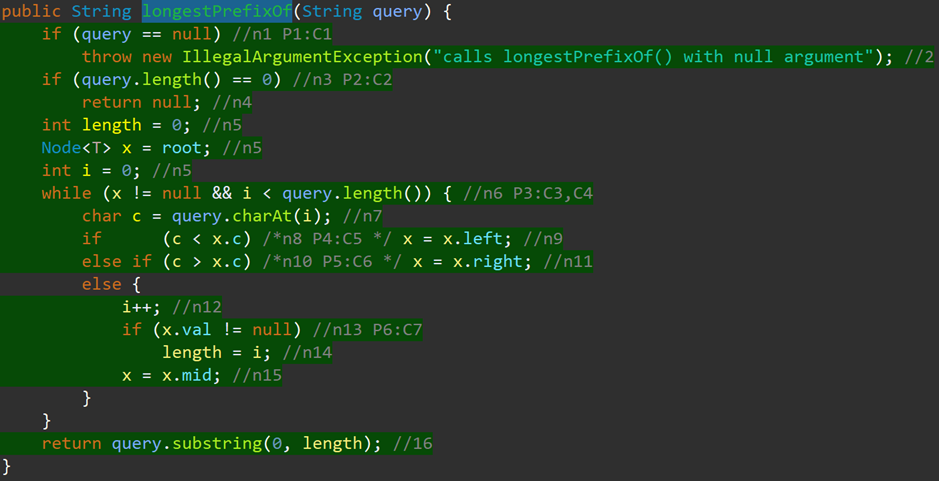 public String longestPrefixOf(String query) {
    if (query == null) //n1 P1:C1
        throw new IllegalArgumentException("calls longestPrefixOf() with null argument"); //2
    if (query.length() == 0) //n3 P2:C2
        return null; //n4
    int length = 0; //n5
    Node<T> x = root; //n5
    int i = 0; //n5
    while (x != null && i < query.length()) { //n6 P3:C3,C4
        char c = query.charAt(i); //n7
        if      (c < x.c) /*n8 P4:C5 */ x = x.left; //n9
        else if (c > x.c) /*n10 P5:C6 */ x = x.right; //n11
        else {
            i++; //n12
            if (x.val != null) //n13 P6:C7
                length = i; //n14
            x = x.mid; //n15
        }
    }
    return query.substring(0, length); //16
}